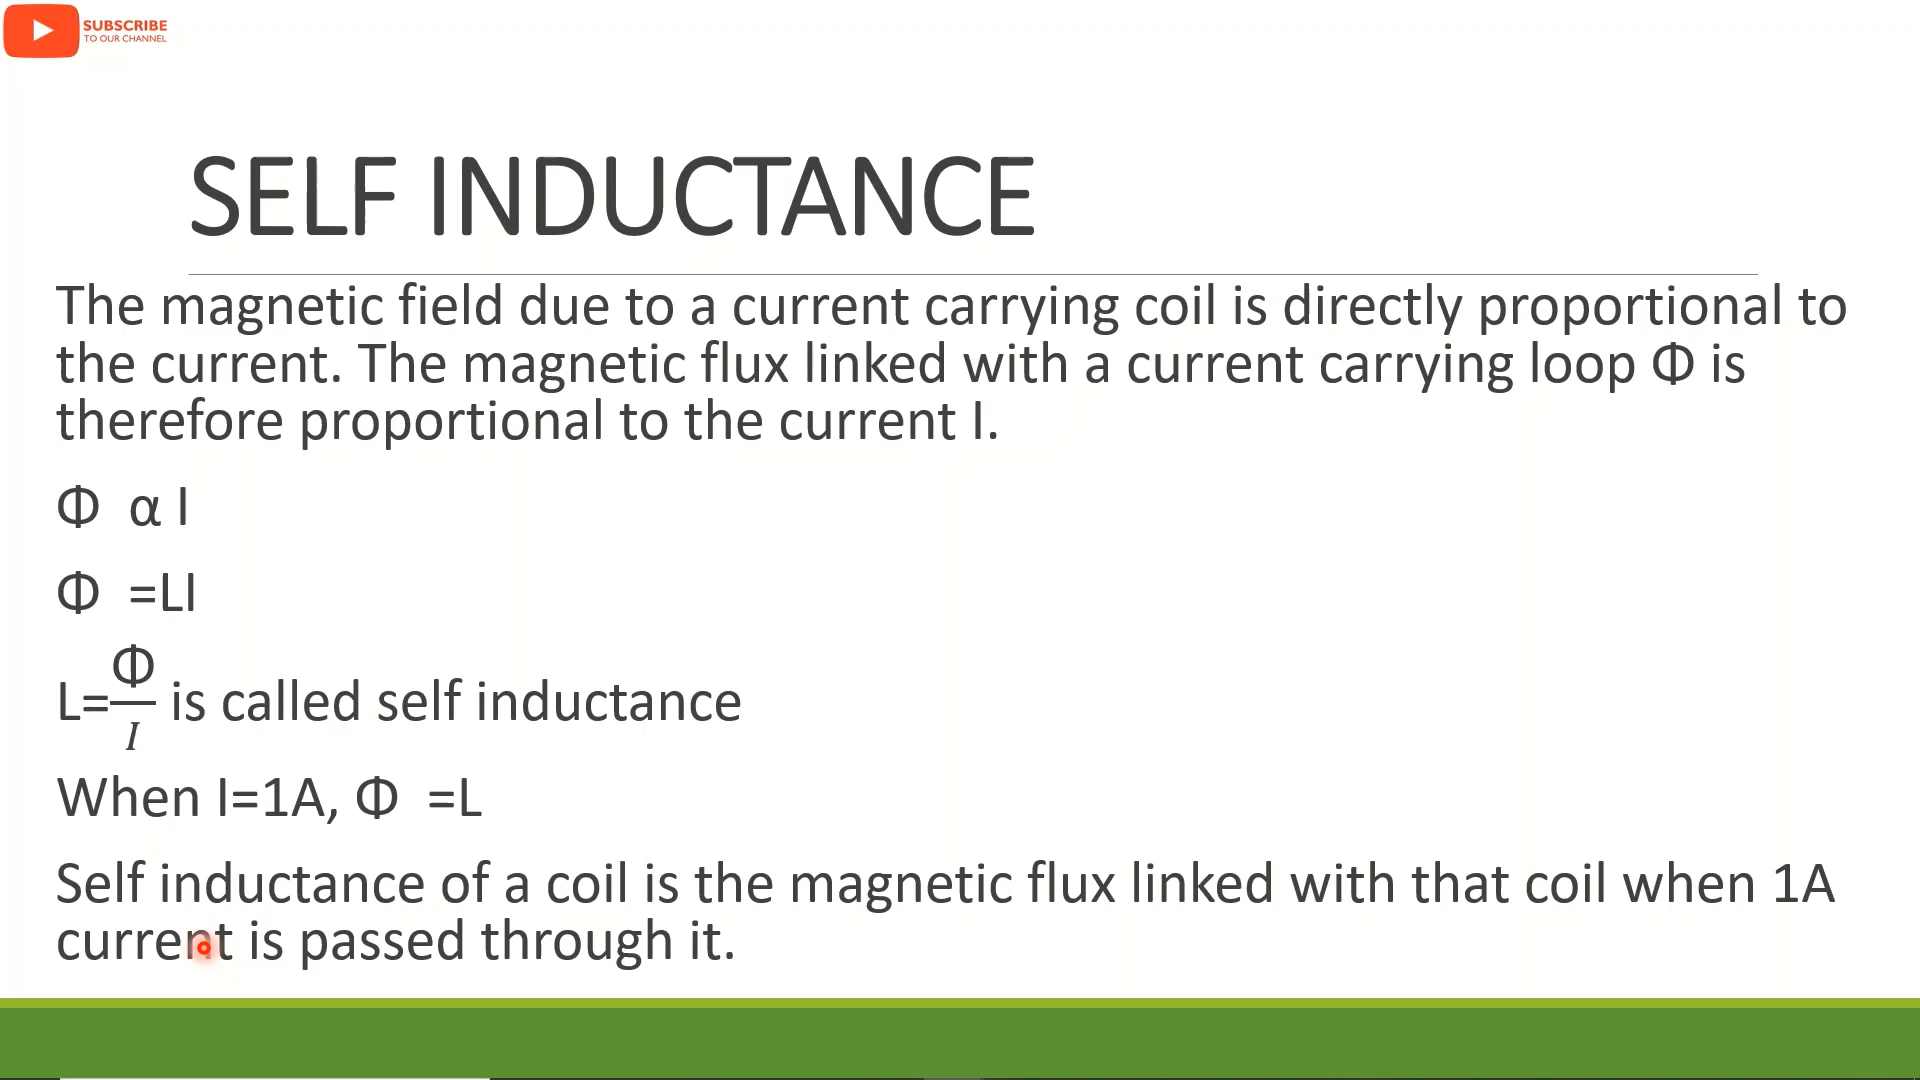 SUBSCRIBE
TO OUR CHANNEL
SELF INDUCTANCE
The magnetic field due to a current carrying coil is directly proportional to
the current. The magnetic flux linked with a current carrying loop Φ is
therefore proportional to the current I.
Φ α I
Φ =LI
L=Φ/I is called self inductance
When I=1A, Φ =L
Self inductance of a coil is the magnetic flux linked with that coil when 1A
current is passed through it.